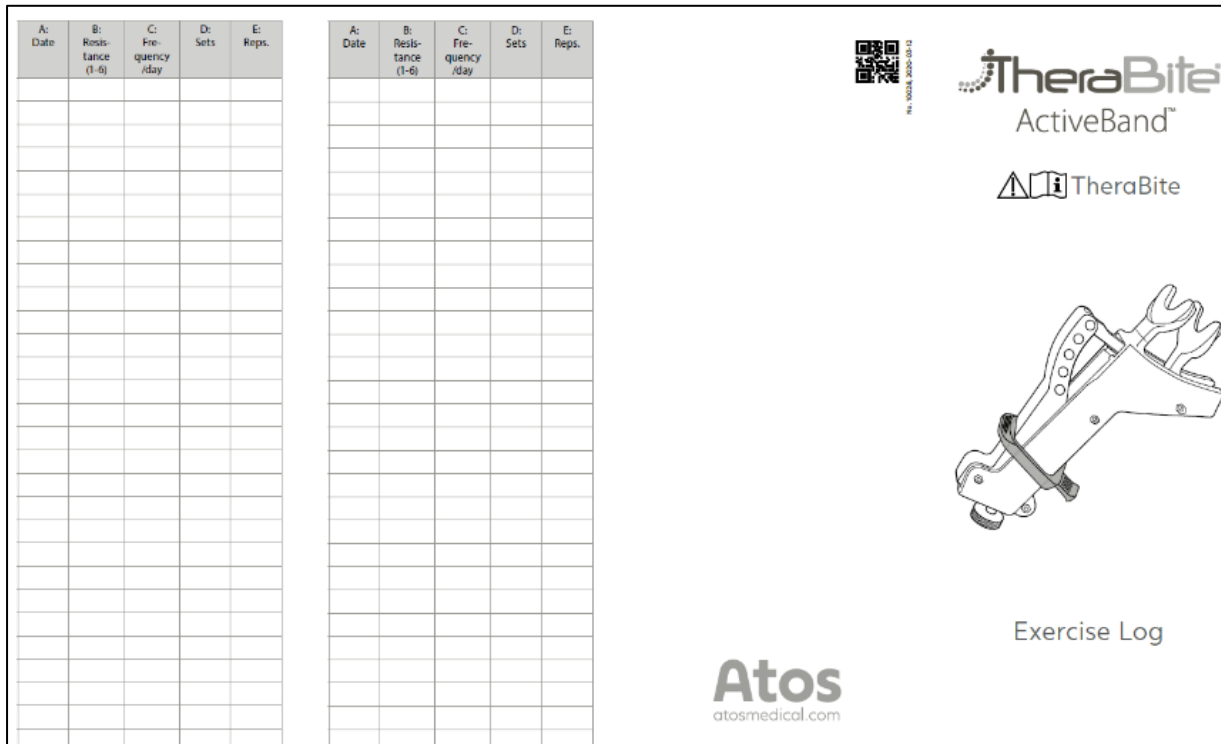 A:
Date
B:
Resis-
tance
(1-6)
C:
Fre-
quency
/day
D:
Sets
E:
Reps.
A:
Date
B:
Resis-
tance
(1-6)
C:
Fre-
quency
/day
D:
Sets
E:
Reps.
TheraBite®
ActiveBand™
TheraBite
Exercise Log
Atos
atosmedical.com